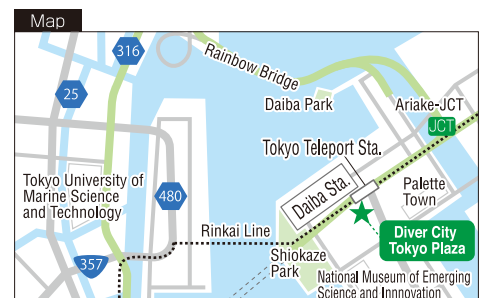 Map
316
Rainbow Bridge
25
Daiba Park
Ariake-JCT
JCT
Tokyo Teleport Sta.
Tokyo University of
Marine Science
and Technology
480
Daiba Sta.
Palette
Town
Rinkai Line
Diver City
Tokyo Plaza
Shiokaze
Park
357
National Museum of Emerging
Science and Innnovation